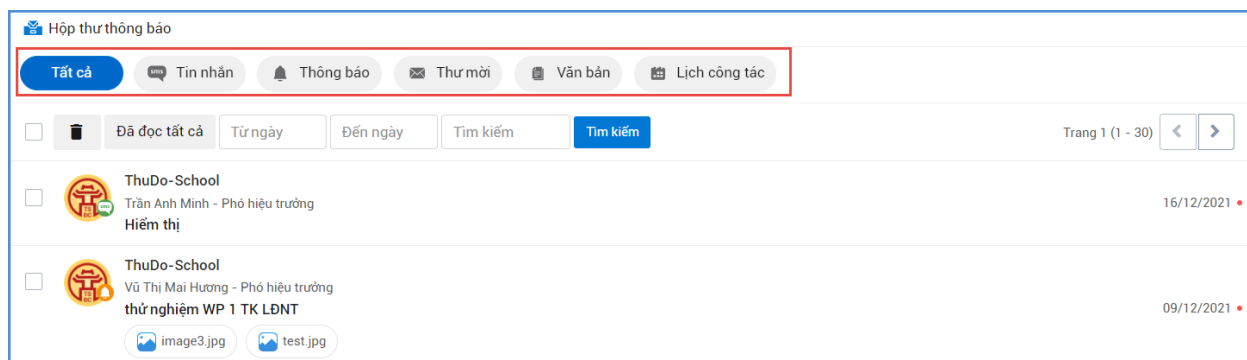 Hộp thư thông báo
Tất cả sms Tin nhắn Thông báo Thư mời Văn bản Lịch công tác
Đã đọc tất cả Từ ngày Đến ngày Tìm kiếm Tìm kiếm Trang 1 (1 - 30)
ThuDo-School
Trần Anh Minh - Phó hiệu trưởng
Hiển thị
16/12/2021
ThuDo-School
Vũ Thị Mai Hương - Phó hiệu trưởng
thử nghiệm WP 1 TK LĐNT
09/12/2021
image3.jpg test.jpg